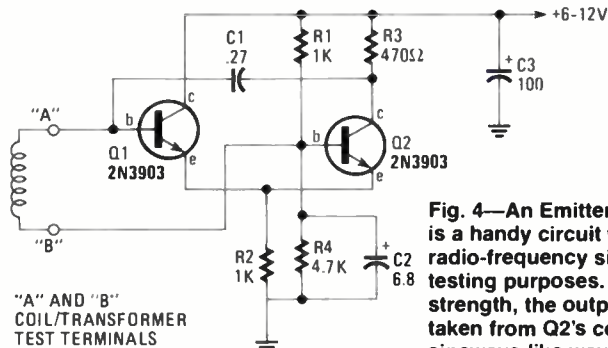 +6-12V
C1
.27
R1
1K
R3
470Ω
+
C3
100
"A"
b
c
e
Q1
2N3903
b
c
e
Q2
2N3903
"B"
R2
1K
R4
4.7K
+
C2
6.8
"A" AND "B"
COIL/TRANSFORMER
TEST TERMINALS
Fig. 4—An Emitter
is a handy circuit
radio-frequency si
testing purposes.
strength, the outp
taken from Q2's c